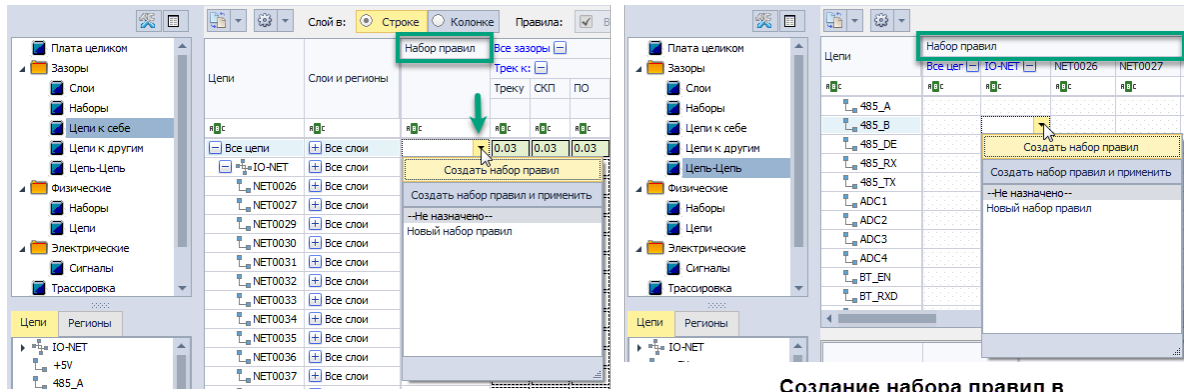 Слой в: Строке Колонке Правила: В
Плата целиком
Зазоры
Слои
Наборы
Цепи к себе
Цепи к другим
Цепь-Цепь
Физические
Наборы
Цепи
Электрические
Сигналы
Трассировка
Цепи Регионы
IO-NET
+5V
485_A
Цепи Слои и регионы Набор правил Все зазоры
Трек к:
Треку СКП ПО
Все цепи Все слои 0.03 0.03 0.03
IO-NET Все слои
NET0026 Все слои
NET0027 Все слои
NET0029 Все слои
NET0030 Все слои
NET0031 Все слои
NET0032 Все слои
NET0033 Все слои
NET0034 Все слои
NET0035 Все слои
NET0036 Все слои
NET0037 Все слои
Создать набор правил
Создать набор правил и применить
--Не назначено--
Новый набор правил
Плата целиком
Зазоры
Слои
Наборы
Цепи к себе
Цепи к другим
Цепь-Цепь
Физические
Наборы
Цепи
Электрические
Сигналы
Трассировка
Цепи Регионы
IO-NET
Цепи Набор правил
Все цег IO-NET NET0026 NET0027
485_A
485_B
485_DE
485_RX
485_TX
ADC1
ADC2
ADC3
ADC4
BT_EN
BT_RXD
Создать набор правил
Создать набор правил и применить
--Не назначено--
Новый набор правил
Создание набора правил в